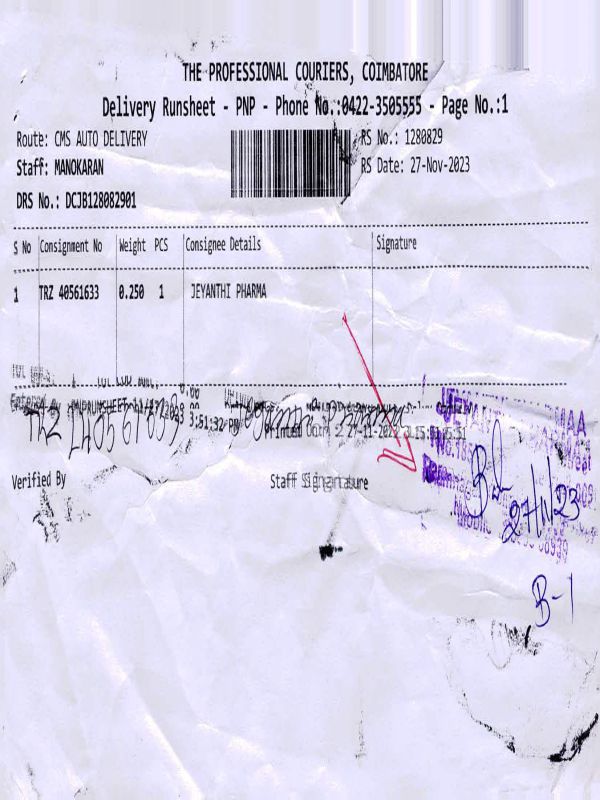 THE PROFESSIONAL COURIERS, COIMBATORE
Delivery Runsheet - PNP - Phone No.:0422-3505555 - Page No.:1
Route: CMS AUTO DELIVERY
RS No.: 1280829
Staff: MANOKARAN
RS Date: 27-Nov-2023
DRS No.: DCJB128082901
S No Consignment No Weight PCS Consignee Details Signature
1 TRZ 40561633 0.250 1 JEYANTHI PHARMA
3:51:32 PM
Verified By
Staff Signature
27/11/23
B-1